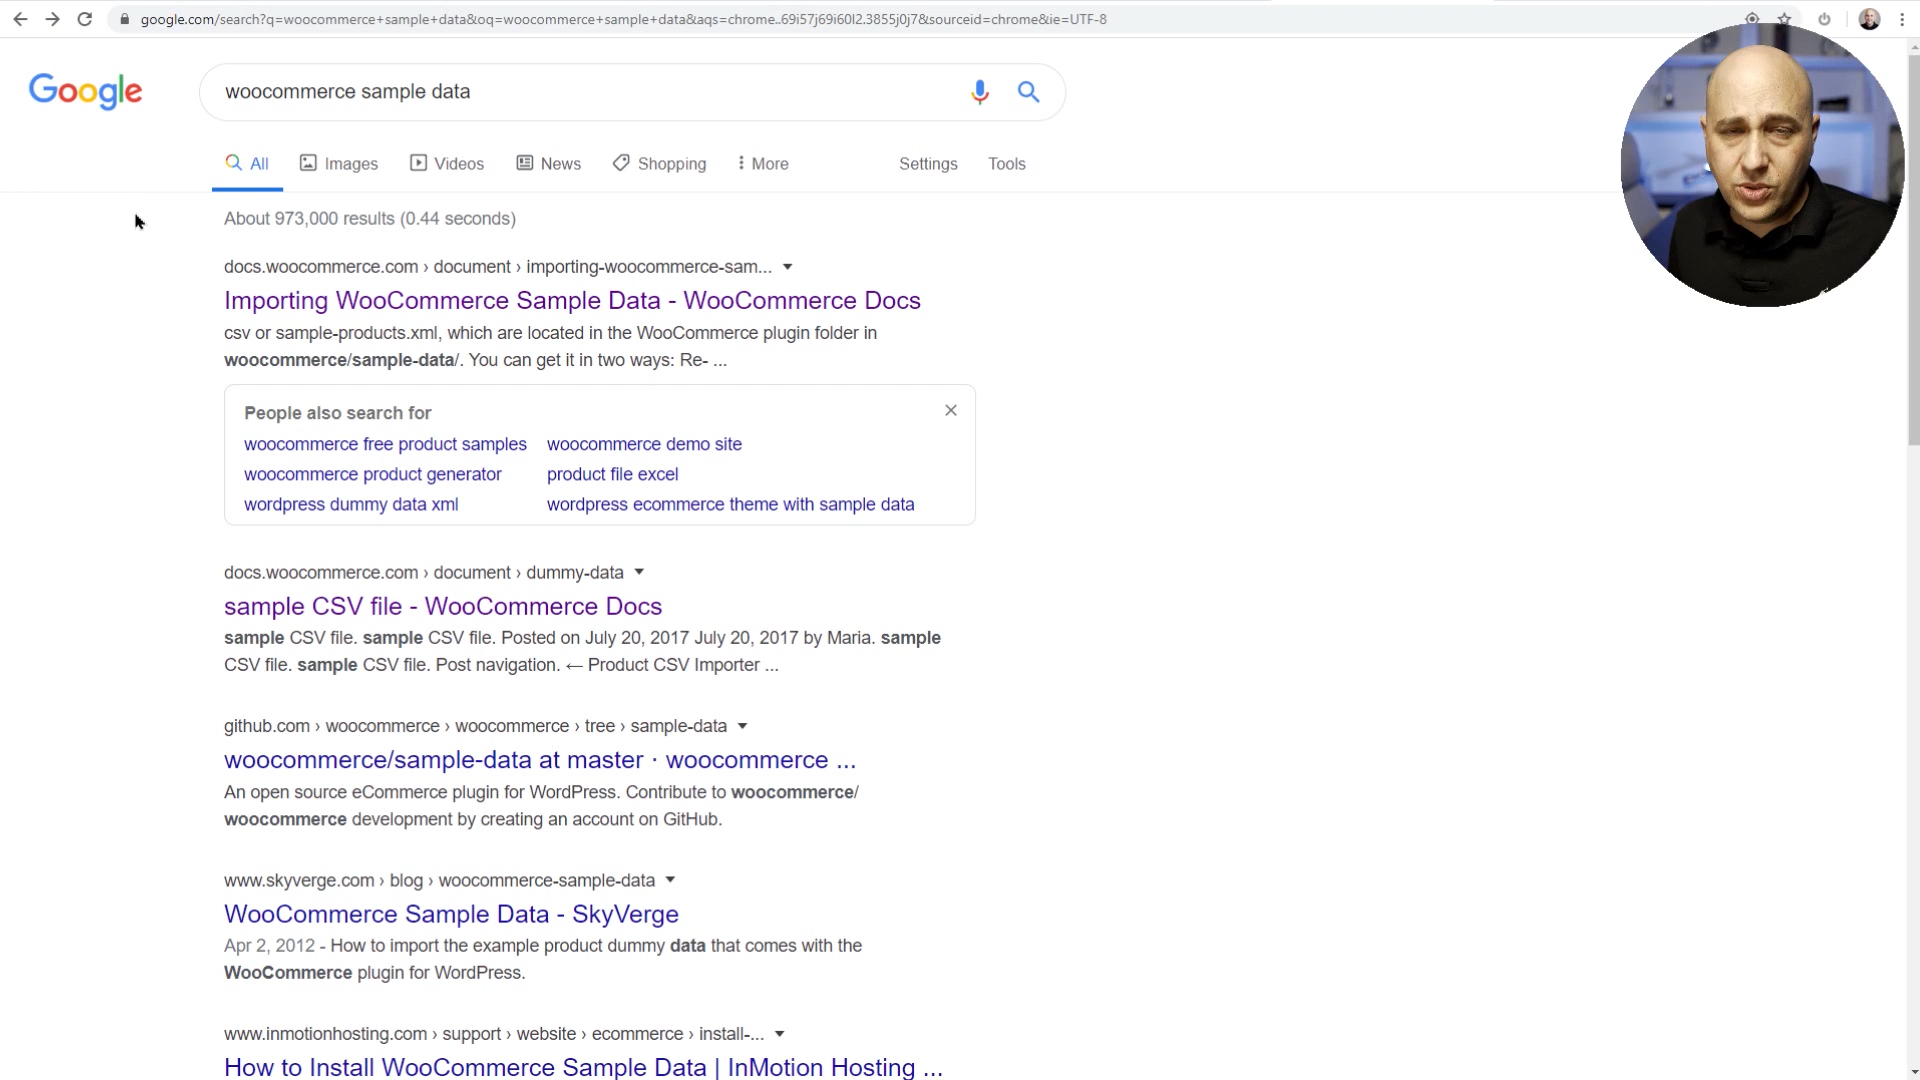 google.com/search?q=woocommerce+sample+data&oq=woocommerce+sample+data&aqs=chrome..69i57j69i60l2.3855j0j7&sourceid=chrome&ie=UTF-8
Google
woocommerce sample data
All Images Videos News Shopping More Settings Tools
About 973,000 results (0.44 seconds)
docs.woocommerce.com › document › importing-woocommerce-sam...
Importing WooCommerce Sample Data - WooCommerce Docs
csv or sample-products.xml, which are located in the WooCommerce plugin folder in
woocommerce/sample-data/. You can get it in two ways: Re- ...
People also search for
woocommerce free product samples woocommerce demo site
woocommerce product generator product file excel
wordpress dummy data xml wordpress ecommerce theme with sample data
docs.woocommerce.com › document › dummy-data
sample CSV file - WooCommerce Docs
sample CSV file. sample CSV file. Posted on July 20, 2017 July 20, 2017 by Maria. sample
CSV file. sample CSV file. Post navigation. ← Product CSV Importer ...
github.com › woocommerce › woocommerce › tree › sample-data
woocommerce/sample-data at master · woocommerce ...
An open source eCommerce plugin for WordPress. Contribute to woocommerce/
woocommerce development by creating an account on GitHub.
www.skyverge.com › blog › woocommerce-sample-data
WooCommerce Sample Data - SkyVerge
Apr 2, 2012 - How to import the example product dummy data that comes with the
WooCommerce plugin for WordPress.
www.inmotionhosting.com › support › website › ecommerce › install-...
How to Install WooCommerce Sample Data | InMotion Hosting ...